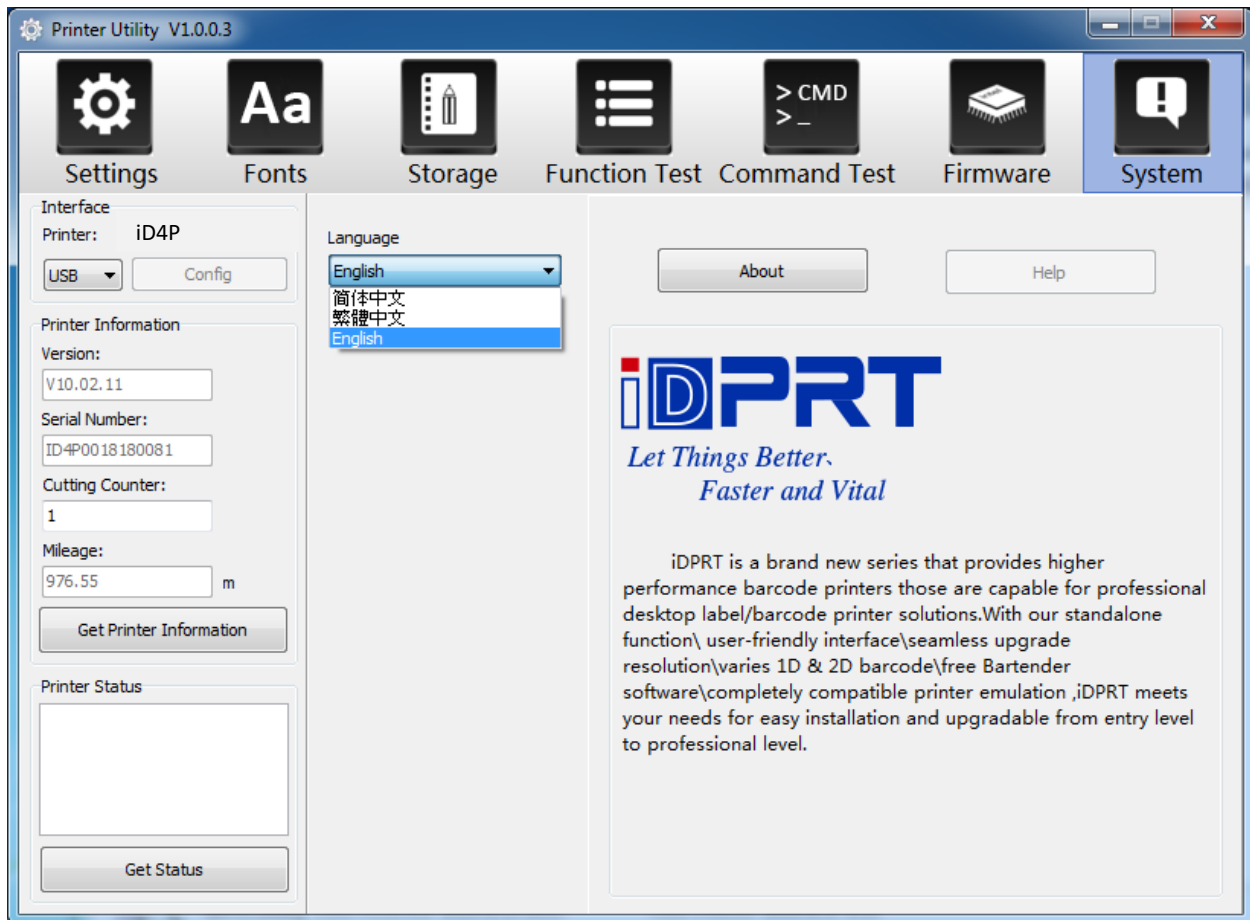 Printer Utility V1.0.0.3
Aa
> CMD
> _
Settings
Fonts
Storage
Function Test
Command Test
Firmware
System
Interface
Printer: iD4P
USB
Config
Printer Information
Version:
V10.02.11
Serial Number:
ID4P0018180081
Cutting Counter:
1
Mileage:
976.55 m
Get Printer Information
Printer Status
Get Status
Language
English
简体中文
繁體中文
English
About
Help
iDPRT
Let Things Better、
Faster and Vital
iDPRT is a brand new series that provides higher
performance barcode printers those are capable for professional
desktop label/barcode printer solutions.With our standalone
function\ user-friendly interface\seamless upgrade
resolution\varies 1D & 2D barcode\free Bartender
software\completely compatible printer emulation ,iDPRT meets
your needs for easy installation and upgradable from entry level
to professional level.